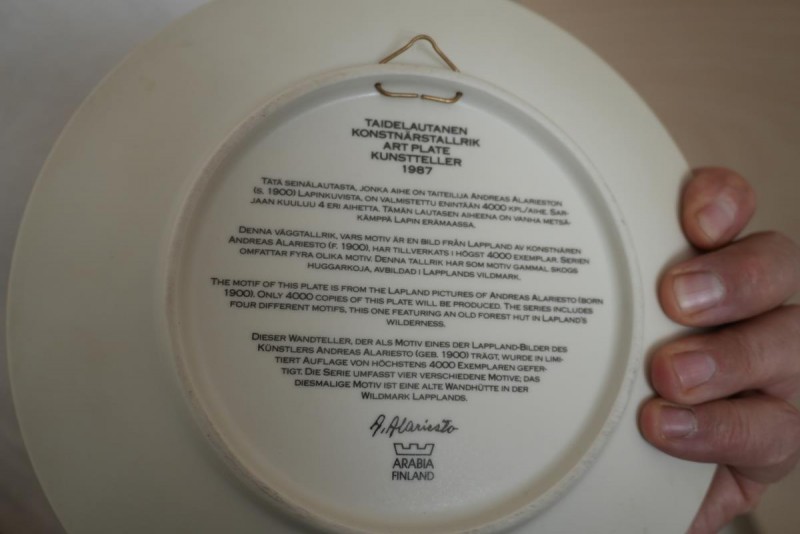 TAIDELAUTANEN
KONSTNÄRSTALLRIK
ART PLATE
KUNSTTELLER
1987
TÄTÄ SEINÄLAUTASTA, JONKA AIHE ON TAITEILIJA ANDREAS ALARIESTON
(S. 1900) LAPINKUVISTA, ON VALMISTETTU ENINTÄÄN 4000 KPL/AIHE. SAR-
JAAN KUULUU 4 ERI AIHETTA. TÄMÄN LAUTASEN AIHEENA ON VANHA METSÄ-
KÄMPPÄ LAPIN ERÄMAASSA.
DENNA VÄGGTALLRIK, VARS MOTIV ÄR EN BILD FRÅN LAPPLAND AV KONSTNÄREN
ANDREAS ALARIESTO (F. 1900), HAR TILLVERKATS I HÖGST 4000 EXEMPLAR. SERIEN
OMFATTAR FYRA OLIKA MOTIV. DENNA TALLRIK HAR SOM MOTIV GAMMAL SKOGS
HUGGARKOJA, AVBILDAD I LAPPLANDS VILDMARK.
THE MOTIF OF THIS PLATE IS FROM THE LAPLAND PICTURES OF ANDREAS ALARIESTO (BORN
1900). ONLY 4000 COPIES OF THIS PLATE WILL BE PRODUCED. THE SERIES INCLUDES
FOUR DIFFERENT MOTIFS, THIS ONE FEATURING AN OLD FOREST HUT IN LAPLAND'S
WILDERNESS.
DIESER WANDTELLER, DER ALS MOTIV EINES DER LAPPLAND-BILDER DES
KÜNSTLERS ANDREAS ALARIESTO (GEB. 1900) TRÄGT, WURDE IN LIMI-
TIERT AUFLAGE VON HÖCHSTENS 4000 EXEMPLAREN GEFER-
TIGT. DIE SERIE UMFASST VIER VERSCHIEDENE MOTIVE; DAS
DIESMALIGE MOTIV IST EINE ALTE WANDHÜTTE IN DER
WILDMARK LAPPLANDS.
A. Alariesto
ARABIA
FINLAND